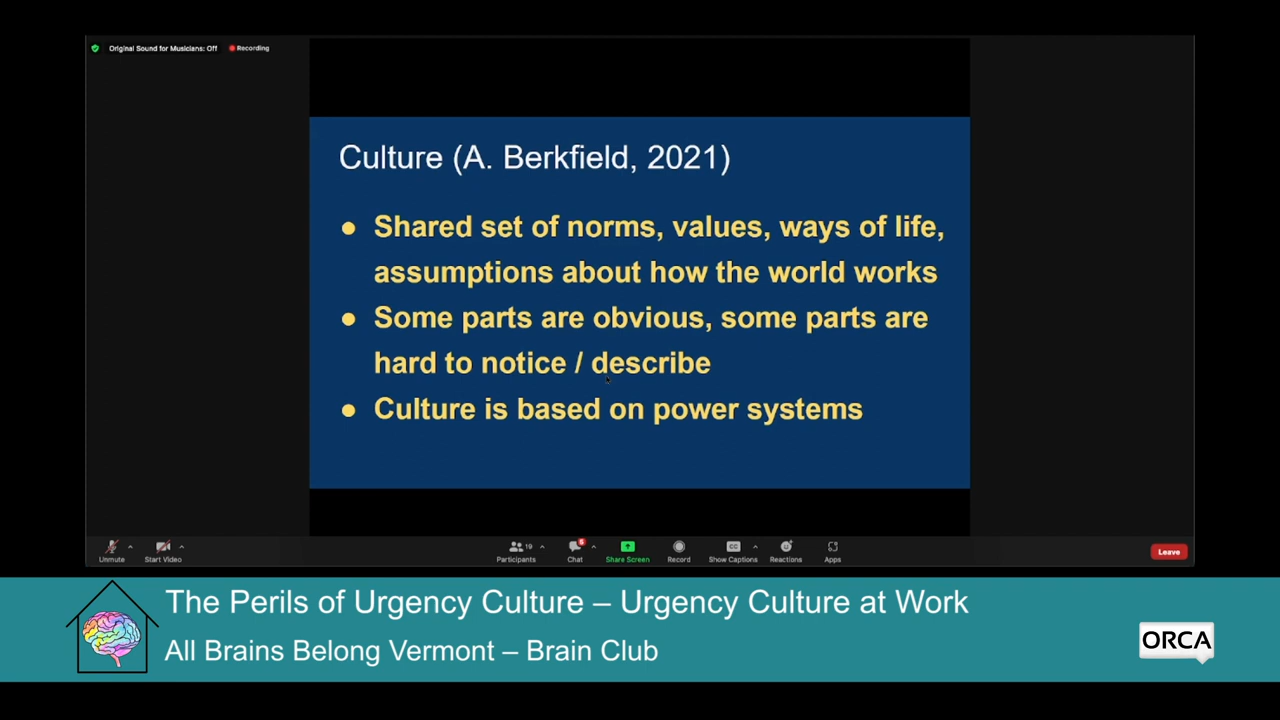 Original Sound for Musicians: Off Recording
Culture (A. Berkfield, 2021)
● Shared set of norms, values, ways of life,
assumptions about how the world works
● Some parts are obvious, some parts are
hard to notice / describe
● Culture is based on power systems
Unmute Start Video Participants 19 Chat 5 Share Screen Record CC Show Captions Reactions Apps Leave
The Perils of Urgency Culture – Urgency Culture at Work
All Brains Belong Vermont – Brain Club
ORCA